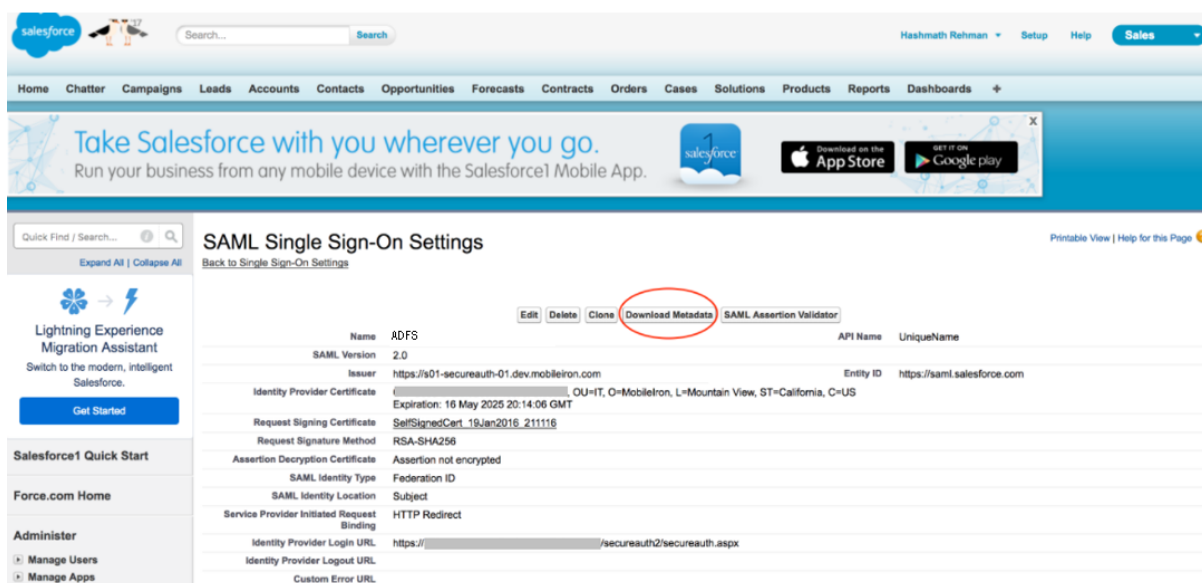 salesforce
17
Search...
Search
Hashmath Rehman
Setup
Help
Sales
Home Chatter Campaigns Leads Accounts Contacts Opportunities Forecasts Contracts Orders Cases Solutions Products Reports Dashboards +
Take Salesforce with you wherever you go.
Run your business from any mobile device with the Salesforce1 Mobile App.
1
salesforce
Download on the
App Store
GET IT ON
Google play
X
Quick Find / Search...
Expand All | Collapse All
Lightning Experience
Migration Assistant
Switch to the modern, intelligent
Salesforce.
Get Started
Salesforce1 Quick Start
Force.com Home
Administer
Manage Users
Manage Apps
SAML Single Sign-On Settings
Back to Single Sign-On Settings
Printable View | Help for this Page
Edit Delete Clone Download Metadata SAML Assertion Validator
Name ADFS API Name UniqueName
SAML Version 2.0
Issuer https://s01-secureauth-01.dev.mobileiron.com Entity ID https://saml.salesforce.com
Identity Provider Certificate , OU=IT, O=MobileIron, L=Mountain View, ST=California, C=US
Expiration: 16 May 2025 20:14:06 GMT
Request Signing Certificate SelfSignedCert_19Jan2016_211116
Request Signature Method RSA-SHA256
Assertion Decryption Certificate Assertion not encrypted
SAML Identity Type Federation ID
SAML Identity Location Subject
Service Provider Initiated Request
Binding HTTP Redirect
Identity Provider Login URL https:// /secureauth2/secureauth.aspx
Identity Provider Logout URL
Custom Error URL